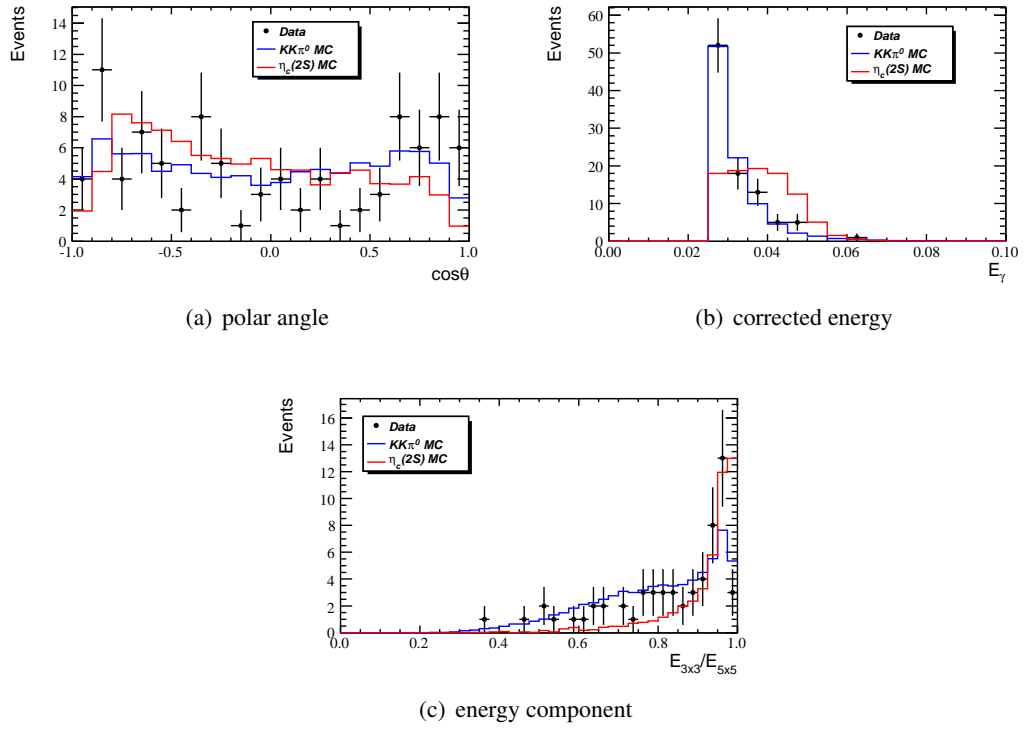 Events
14
12
10
8
6
4
2
0
Data
KKπ⁰ MC
η_c(2S) MC
-1.0 -0.5 0.0 0.5 1.0
cosθ
(a) polar angle
Events
60
50
40
30
20
10
0
Data
KKπ⁰ MC
η_c(2S) MC
0.00 0.02 0.04 0.06 0.08 0.10
E_γ
(b) corrected energy
Events
16
14
12
10
8
6
4
2
0
Data
KKπ⁰ MC
η_c(2S) MC
0.0 0.2 0.4 0.6 0.8 1.0
E_3x3/E_5x5
(c) energy component